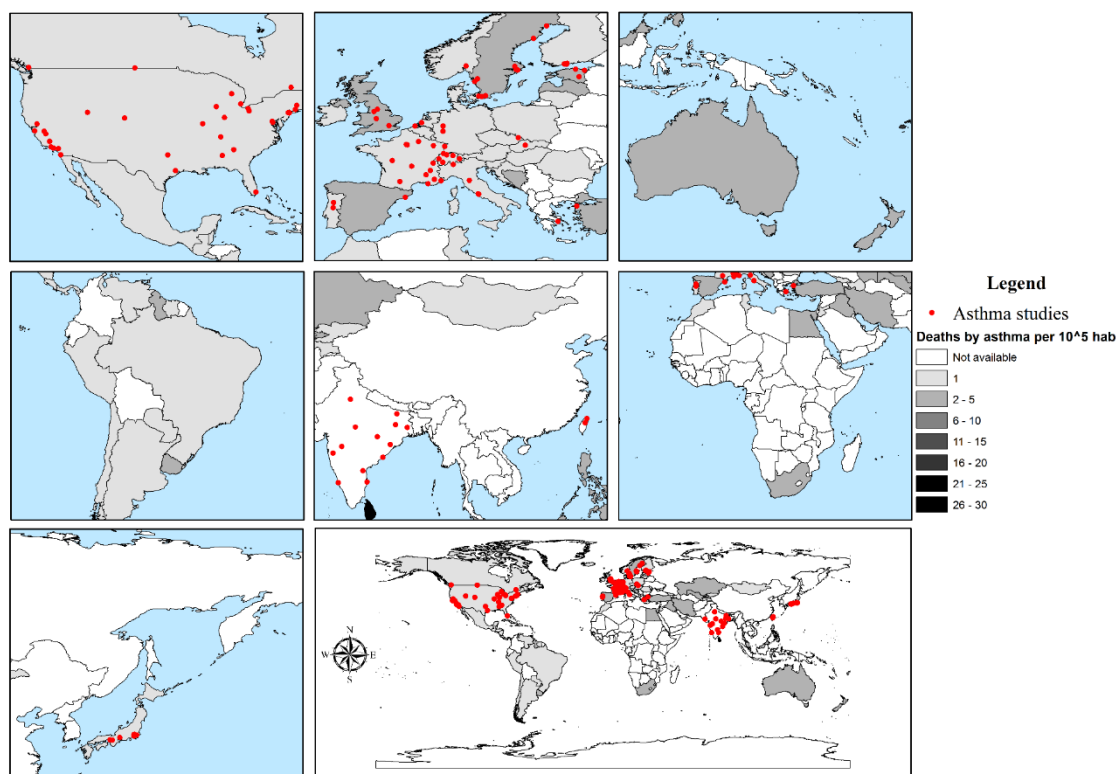 Legend
Asthma studies
Deaths by asthma per 10^5 hab
Not available
1
2 - 5
6 - 10
11 - 15
16 - 20
21 - 25
26 - 30
N
W E
S